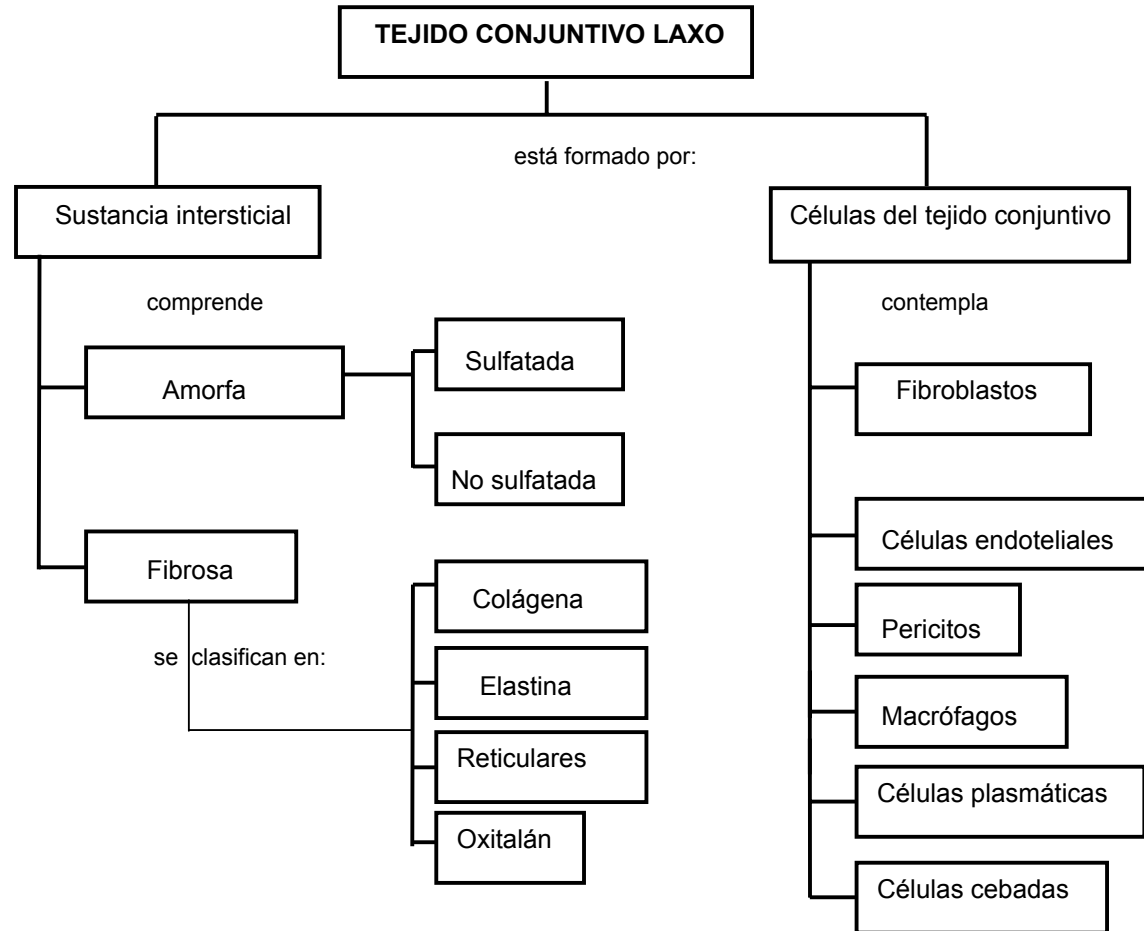 TEJIDO CONJUNTIVO LAXO
está formado por:
Sustancia intersticial
comprende
Amorfa
Sulfatada
No sulfatada
Fibrosa
se clasifican en:
Colágena
Elastina
Reticulares
Oxitalán
Células del tejido conjuntivo
contempla
Fibroblastos
Células endoteliales
Pericitos
Macrófagos
Células plasmáticas
Células cebadas